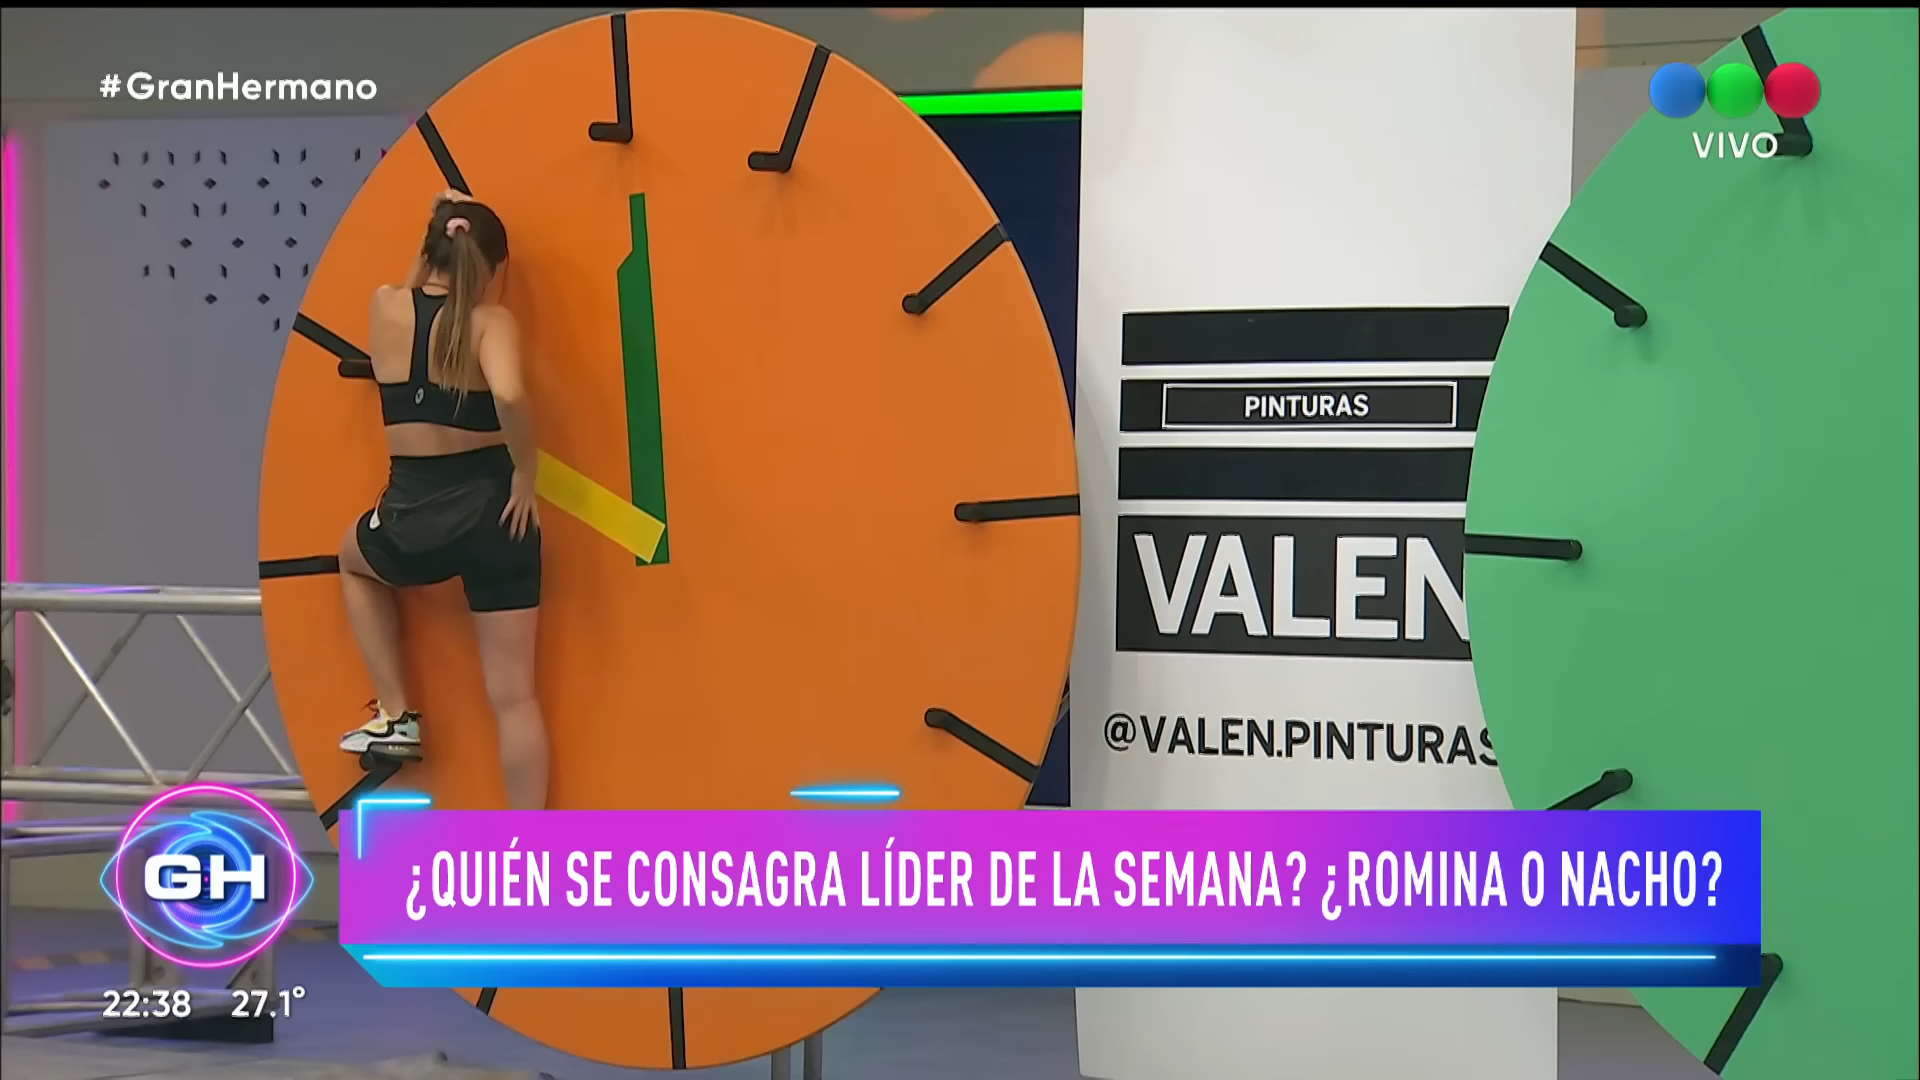 #GranHermano
VIVO
PINTURAS
VALEN
@VALEN.PINTURAS
GH
¿QUIÉN SE CONSAGRA LÍDER DE LA SEMANA? ¿ROMINA O NACHO?
22:38 27.1°